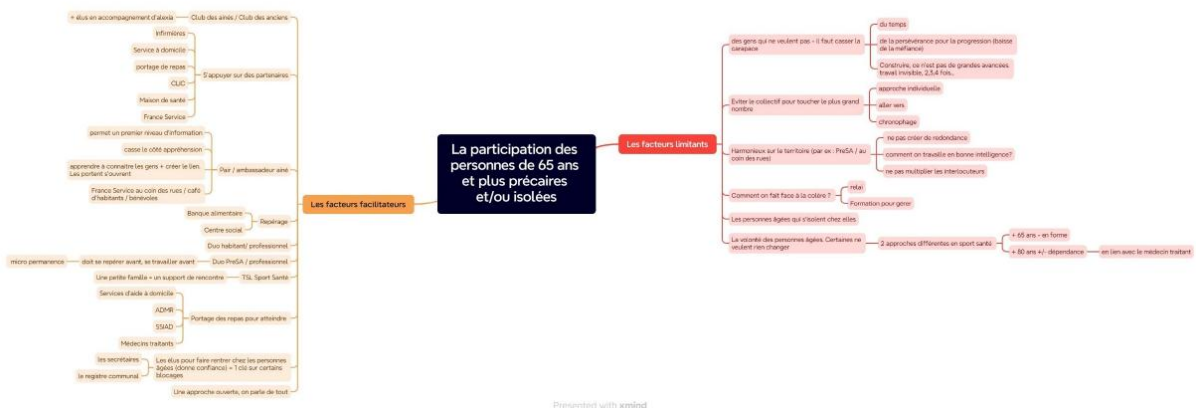 La participation des
personnes de 65 ans
et plus précaires
et/ou isolées
Les facteurs facilitateurs
Club des ainés / Club des anciens
+ élus en accompagnement d'alexia
S'appuyer sur des partenaires
Infirmières
Service à domicile
portage de repas
CLIC
Maison de santé
France Service
Pair / ambassadeur ainé
permet un premier niveau d'information
casse le côté appréhension
apprendre à connaitre les gens + créer le lien.
Les portent s'ouvrent
France Service au coin des rues / café
d'habitants / bénévoles
Repérage
Banque alimentaire
Centre social
Duo habitant/ professionnel
Duo PreSA / professionnel
doit se repérer avant, se travailler avant
micro permanence
TSL Sport Santé
Une petite famille = un support de rencontre
Portage des repas pour atteindre
Services d'aide à domicile
ADMR
SSIAD
Médecins traitants
Les élus pour faire rentrer chez les personnes
âgées (donne confiance) = 1 clé sur certains
blocages
les secrétaires
le registre communal
Une approche ouverte, on parle de tout
Les facteurs limitants
des gens qui ne veulent pas - il faut casser la
carapace
du temps
de la persévérance pour la progression (baisse
de la méfiance)
Construire, ce n'est pas de grandes avancées,
travail invisible, 2,3,4 fois...
Eviter le collectif pour toucher le plus grand
nombre
approche individuelle
aller vers
chronophage
Harmonieux sur le territoire (par ex : PreSA / au
coin des rues)
ne pas créer de redondance
comment on travaille en bonne intelligence?
ne pas multiplier les interlocuteurs
Comment on fait face à la colère ?
relai
Formation pour gérer
Les personnes âgées qui s'isolent chez elles
La volonté des personnes âgées. Certaines ne
veulent rien changer
2 approches différentes en sport santé
+ 65 ans - en forme
+ 80 ans +/- dépendance
en lien avec le médecin traitant
Presented with xmind